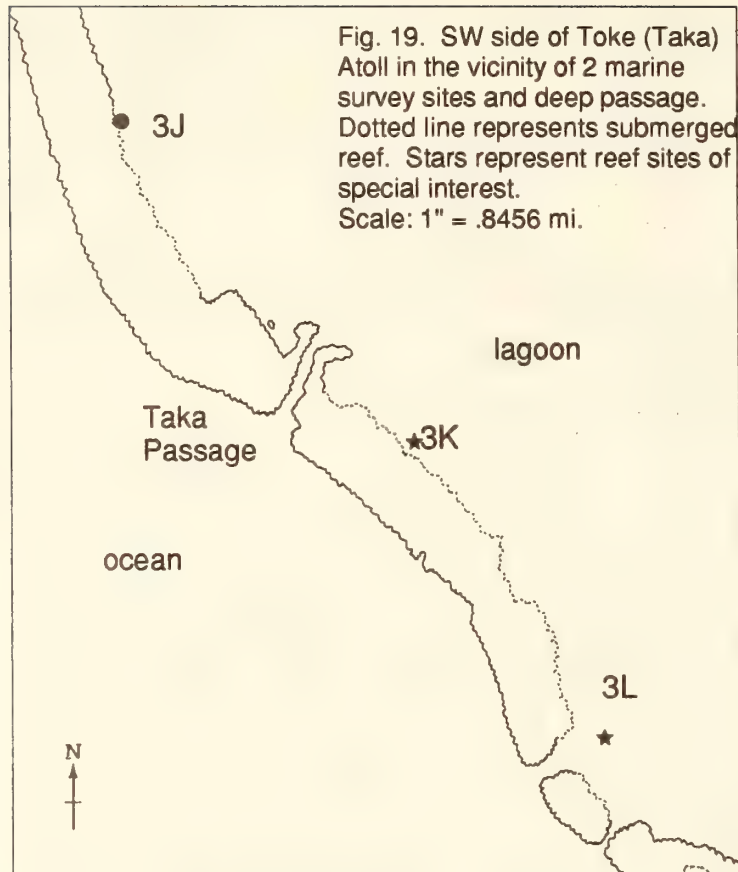 Fig. 19. SW side of Toke (Taka)
Atoll in the vicinity of 2 marine
survey sites and deep passage.
Dotted line represents submerged
reef. Stars represent reef sites of
special interest.
Scale: 1" = .8456 mi.
3J
lagoon
Taka
Passage
3K
ocean
3L
N